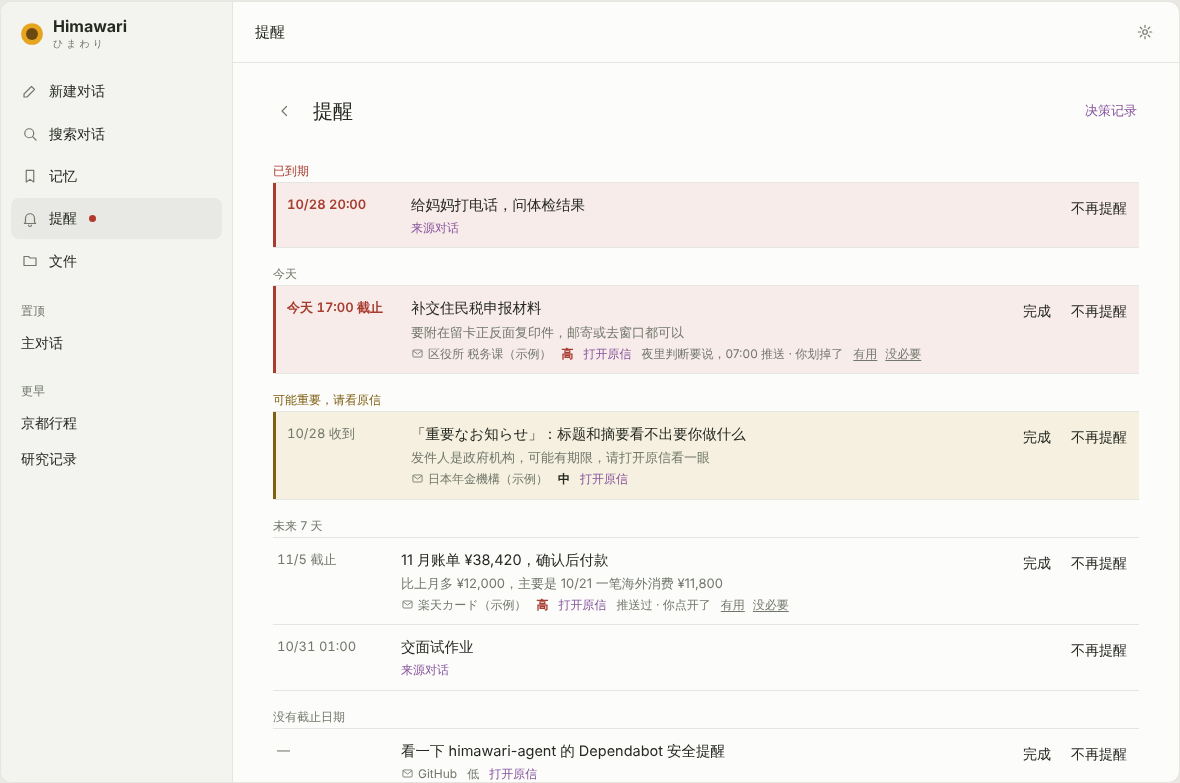 Himawari
ひまわり
新建对话
搜索对话
记忆
提醒
文件
置顶
主对话
更早
京都行程
研究记录
提醒
提醒
决策记录
已到期
10/28 20:00
给妈妈打电话，问体检结果
不再提醒
来源对话
今天
今天 17:00 截止
补交住民税申报材料
完成 不再提醒
要附在留卡正反面复印件，邮寄或去窗口都可以
区役所 税务课（示例） 高 打开原信 夜里判断要说，07:00 推送 · 你划掉了 有用 没必要
可能重要，请看原信
10/28 收到
「重要なお知らせ」：标题和摘要看不出要你做什么
完成 不再提醒
发件人是政府机构，可能有期限，请打开原信看一眼
日本年金機構（示例） 中 打开原信
未来 7 天
11/5 截止
11 月账单 ¥38,420，确认后付款
完成 不再提醒
比上月多 ¥12,000，主要是 10/21 一笔海外消费 ¥11,800
楽天カード（示例） 高 打开原信 推送过 · 你点开了 有用 没必要
10/31 01:00
交面试作业
不再提醒
来源对话
没有截止日期
—
看一下 himawari-agent 的 Dependabot 安全提醒
完成 不再提醒
GitHub 低 打开原信